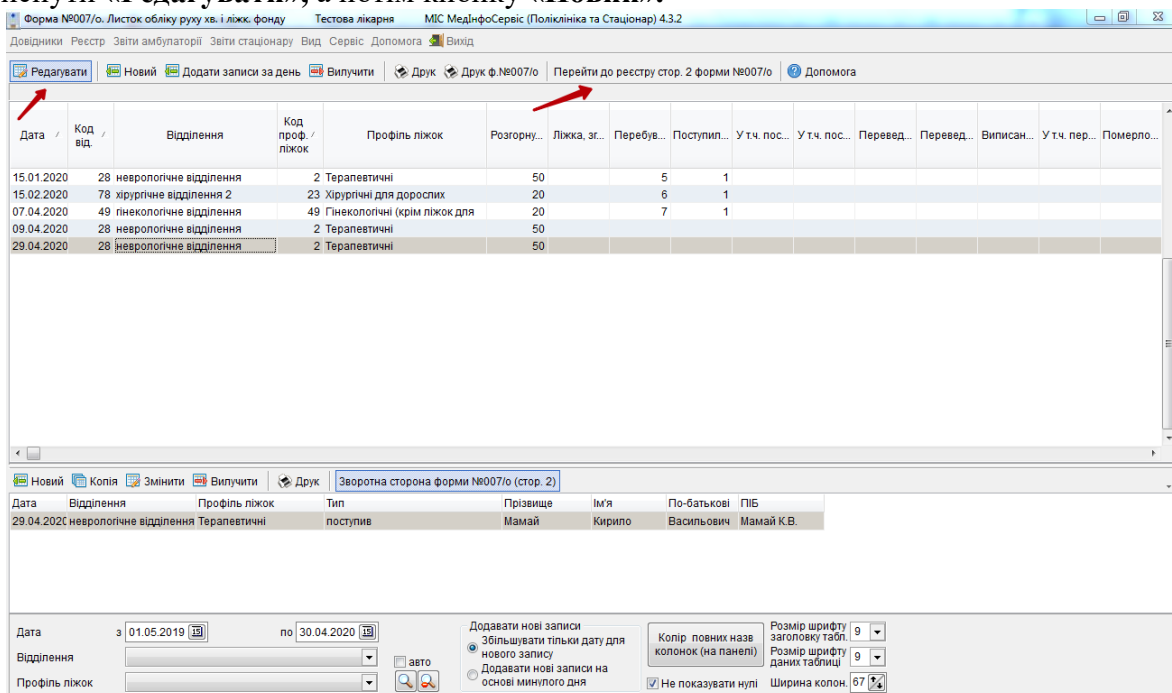 «Редагувати», а потім кнопку «Новий».
Форма №007/о. Листок обліку руху хв. і ліжк. фонду Тестова лікарня МІС МедІнфоСервіс (Поліклініка та Стаціонар) 4.3.2
Довідники Реєстр Звіти амбулаторії Звіти стаціонару Вид Сервіс Допомога Вихід
Редагувати Новий Додати записи за день Вилучити Друк Друк ф.№007/о Перейти до реєстру стор. 2 форми №007/о Допомога
Дата Код від. Відділення Код проф. ліжок Профіль ліжок Розгорну... Ліжка, зг... Перебув... Поступил... У т.ч. пос... У т.ч. пос... Перевед... Перевед... Виписан... У т.ч. пер... Померло...
15.01.2020 28 неврологічне відділення 2 Терапевтичні 50 5 1
15.02.2020 78 хірургічне відділення 2 23 Хірургічні для дорослих 20 6 1
07.04.2020 49 гінекологічне відділення 49 Гінекологічні (крім ліжок для 20 7 1
09.04.2020 28 неврологічне відділення 2 Терапевтичні 50
29.04.2020 28 неврологічне відділення 2 Терапевтичні 50
Новий Копія Змінити Вилучити Друк Зворотна сторона форми №007/о (стор. 2)
Дата Відділення Профіль ліжок Тип Прізвище Ім'я По-батькові ПІБ
29.04.2020 неврологічне відділення Терапевтичні поступив Мамай Кирило Васильович Мамай К.В.
Дата з 01.05.2019 15 по 30.04.2020 15
Відділення
Профіль ліжок
авто
Додавати нові записи
Збільшувати тільки дату для
нового запису
Додавати нові записи на
основі минулого дня
Колір повних назв
колонок (на панелі)
Не показувати нулі
Розмір шрифту
заголовку табл. 9
Розмір шрифту
даних таблиці 9
Ширина колон. 67